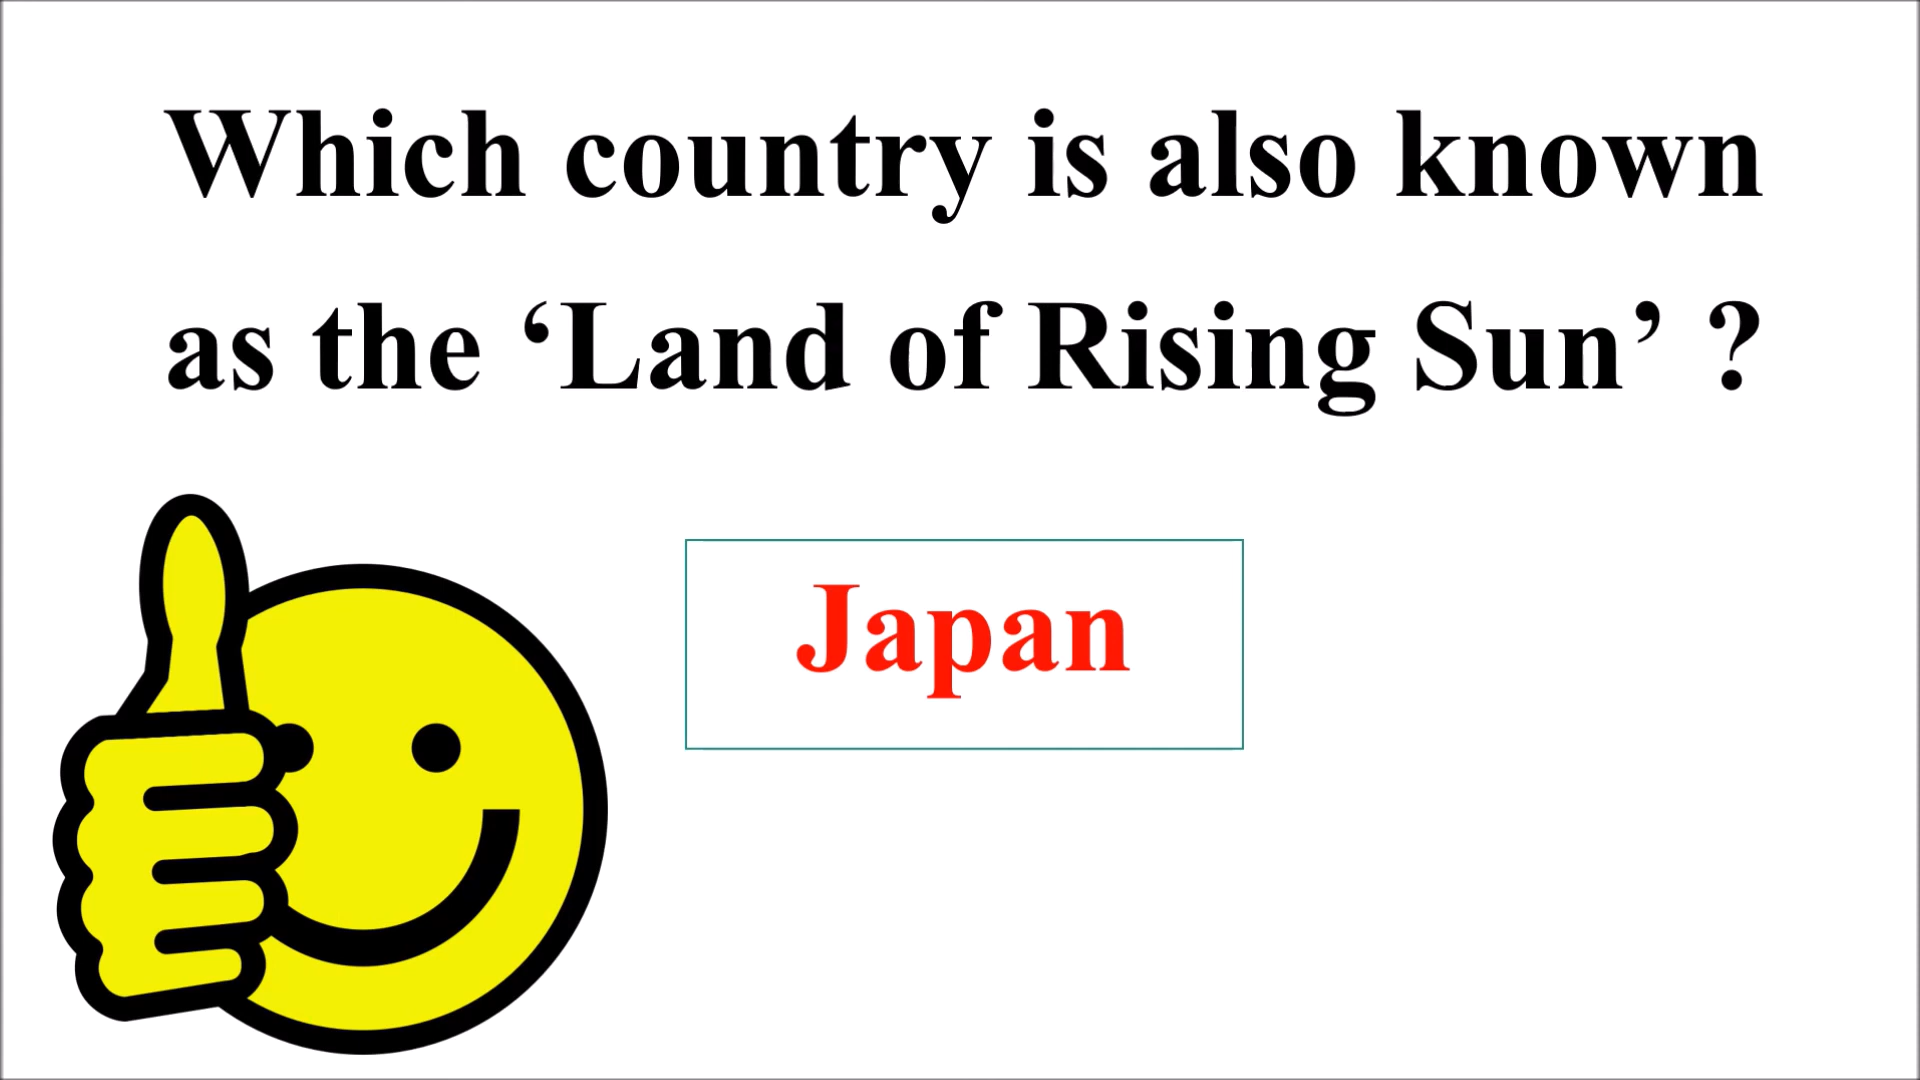 Which country is also known
as the ‘Land of Rising Sun’ ?
Japan